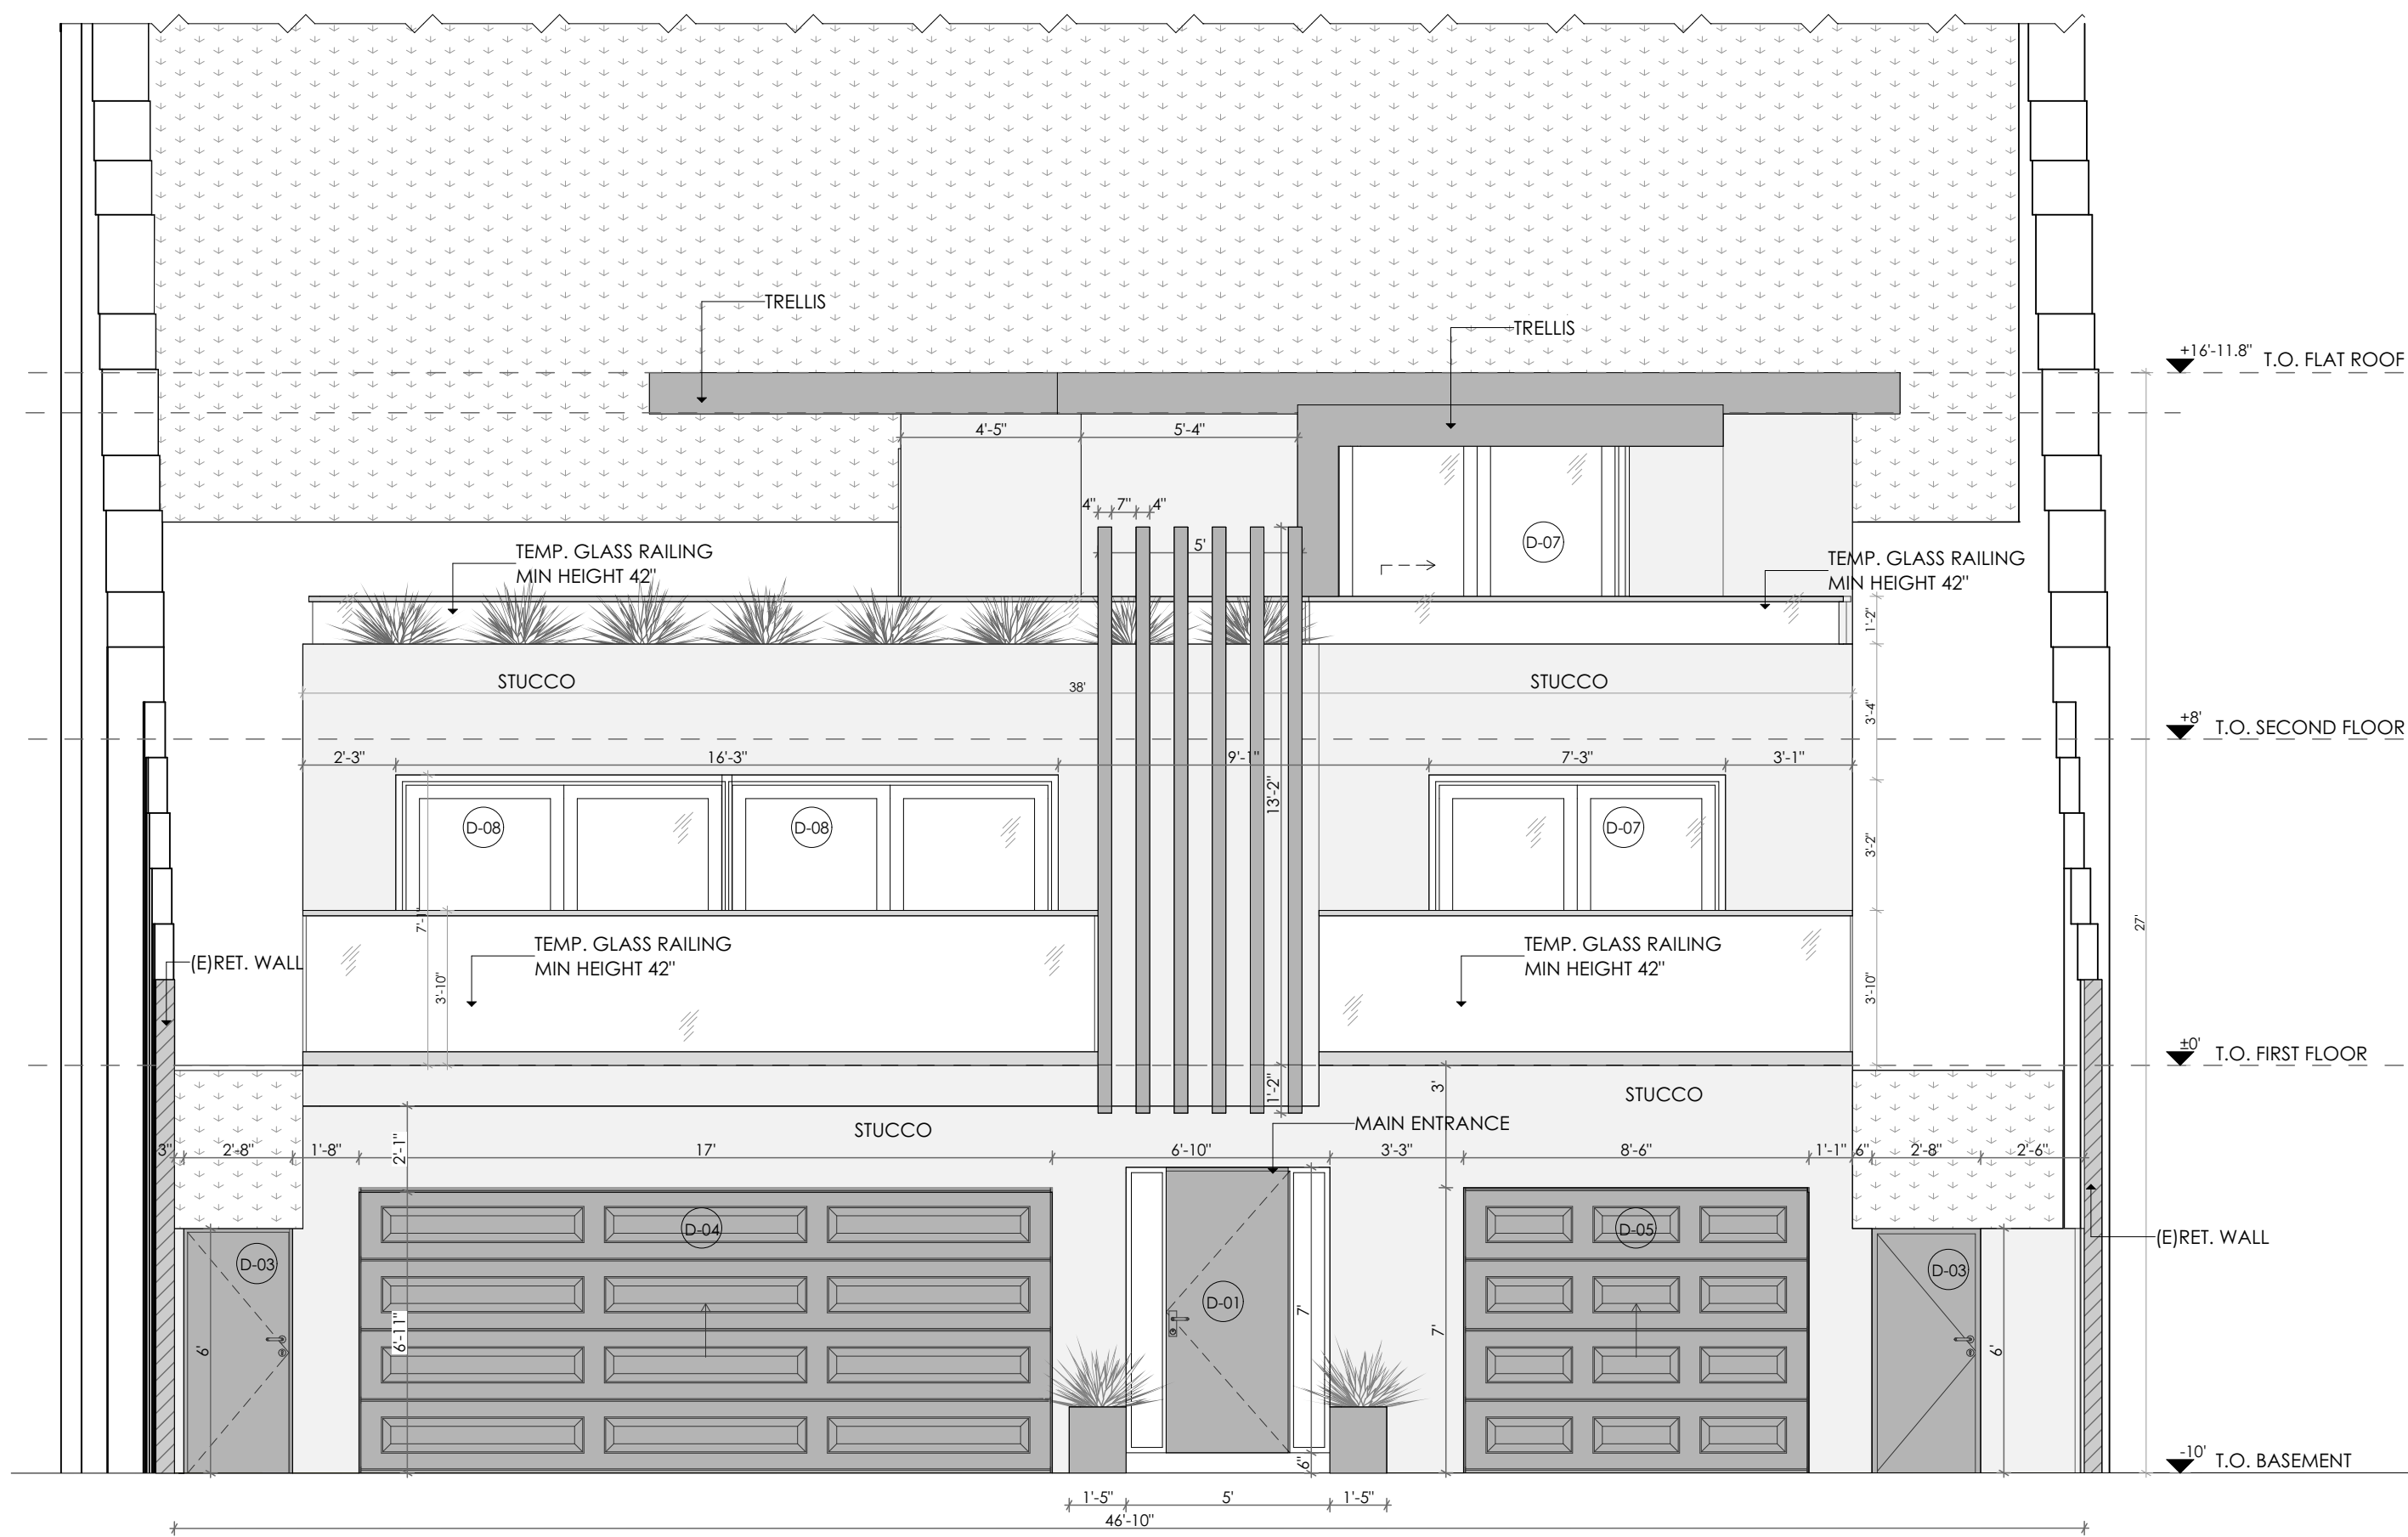 TRELLIS
TRELLIS
+16'-11.8" T.O. FLAT ROOF
4'-5" 5'-4"
4" 7" 4"
5'
D-07
TEMP. GLASS RAILING
MIN HEIGHT 42"
TEMP. GLASS RAILING
MIN HEIGHT 42"
1'-2"
STUCCO
38'
STUCCO
3'-4"
+8' T.O. SECOND FLOOR
2'-3" 16'-3" 9'-1" 7'-3" 3'-1"
13'-2"
D-08
D-08
D-07
3'-2"
7'-1"
27'
TEMP. GLASS RAILING
MIN HEIGHT 42"
TEMP. GLASS RAILING
MIN HEIGHT 42"
(E)RET. WALL
3'-10"
3'-10"
±0' T.O. FIRST FLOOR
1'-2"
3'
STUCCO
STUCCO
MAIN ENTRANCE
2'-1"
3" 2'-8" 1'-8" 17' 6'-10" 3'-3" 8'-6" 1'-1" 6" 2'-8" 2'-6"
D-04
D-05
(E)RET. WALL
D-03
D-03
D-01
6'
6'-11"
7'
7'
6'
6"
-10' T.O. BASEMENT
1'-5" 5' 1'-5"
46'-10"